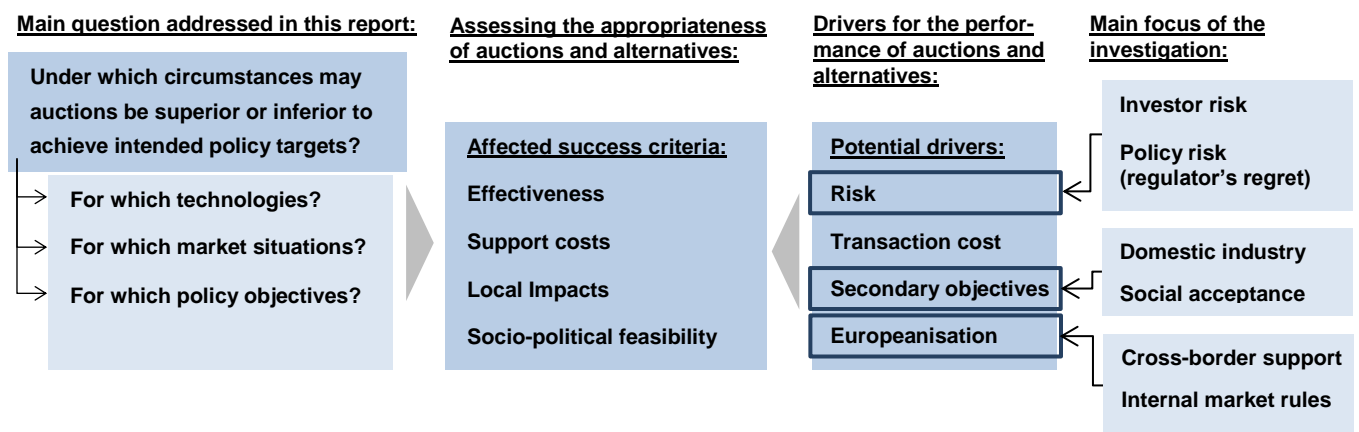 Main question addressed in this report:
Under which circumstances may
auctions be superior or inferior to
achieve intended policy targets?
For which technologies?
For which market situations?
For which policy objectives?
Assessing the appropriateness
of auctions and alternatives:
Affected success criteria:
Effectiveness
Support costs
Local Impacts
Socio-political feasibility
Drivers for the perfor-
mance of auctions and
alternatives:
Potential drivers:
Risk
Transaction cost
Secondary objectives
Europeanisation
Main focus of the
investigation:
Investor risk
Policy risk
(regulator's regret)
Domestic industry
Social acceptance
Cross-border support
Internal market rules